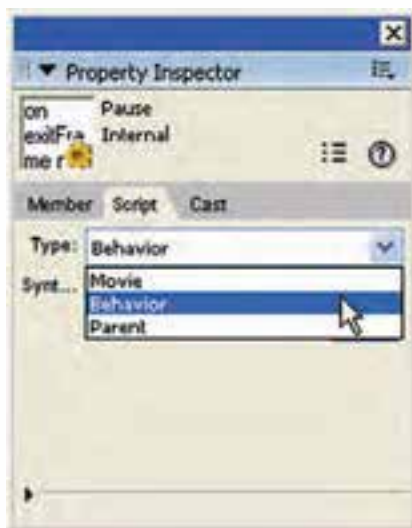 Property Inspector
on
exitFra
me r
Pause
Internal
Member Script Cast
Type: Behavior
Synt...
Movie
Behavior
Parent